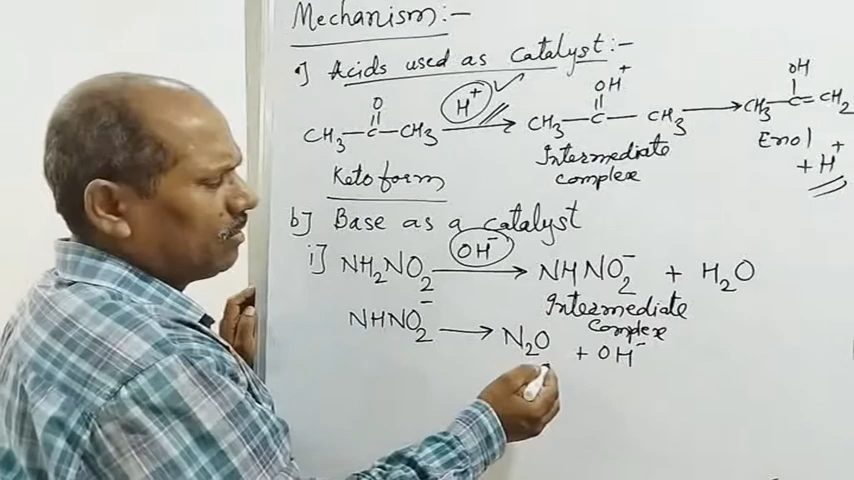 Mechanism:-
a] Acids used as catalyst:-
CH₃-C(=O)-CH₃ —H⁺→ CH₃-C(=OH⁺)-CH₃ → CH₃-C(OH)=CH₂
Keto form Intermediate complex Enol + H⁺
b] Base as a catalyst
i] NH₂NO₂ —OH⁻→ NHNO₂⁻ + H₂O
Intermediate complex
NHNO₂⁻ → N₂O + OH⁻